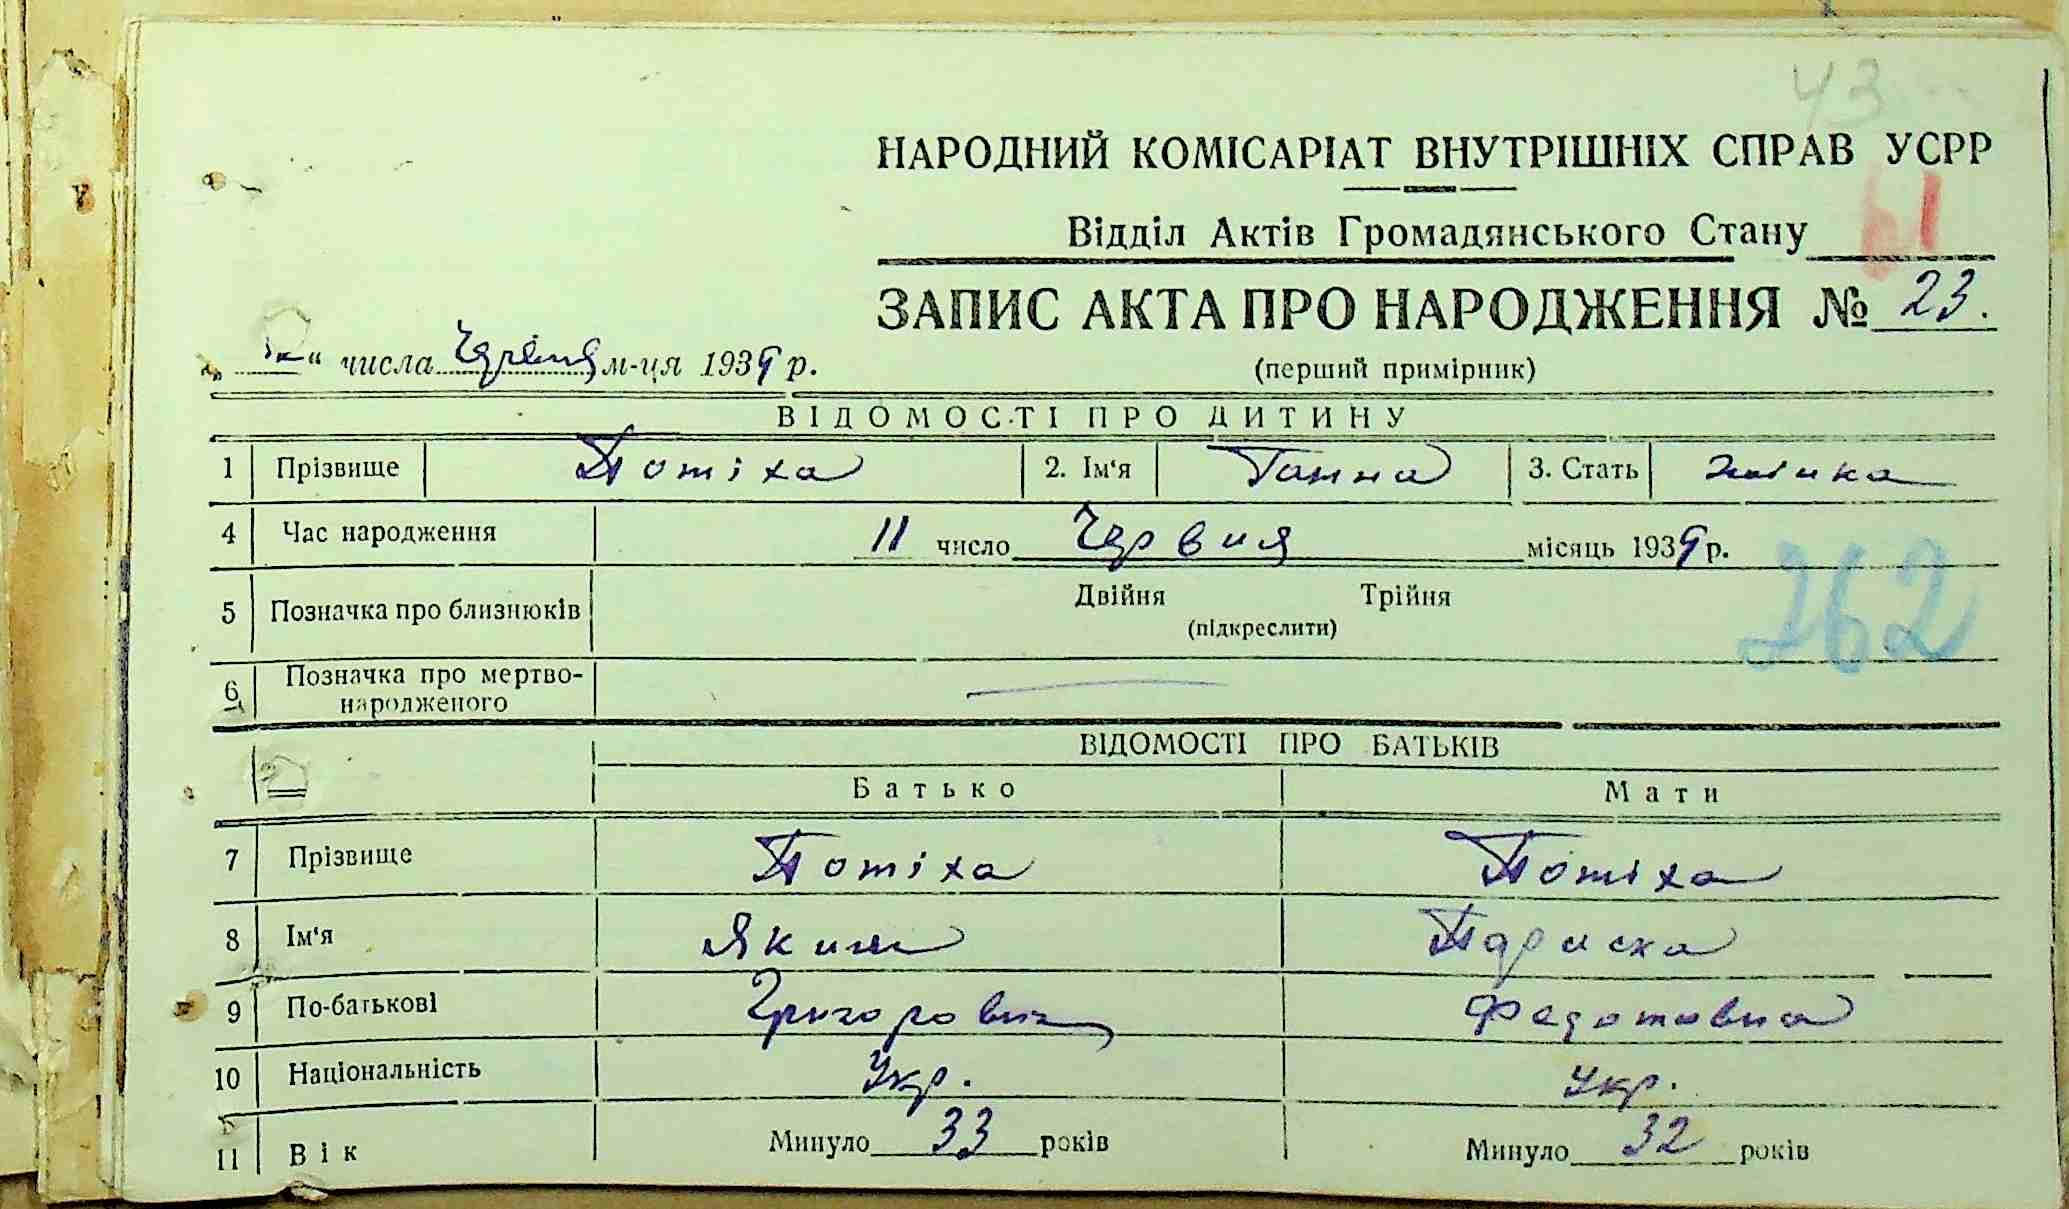 43
НАРОДНИЙ КОМІСАРІАТ ВНУТРІШНІХ СПРАВ УСРР
61
Відділ Актів Громадянського Стану
ЗАПИС АКТА ПРО НАРОДЖЕННЯ № 23.
„ “ числа Червня м-ця 1939 р.
(перший примірник)
ВІДОМОСТІ ПРО ДИТИНУ
1 Прізвище Потіха 2. Ім‘я Ганна 3. Стать жінка
4 Час народження 11 число Червня місяць 1939 р.
262
5 Позначка про близнюків Двійня Трійня
(підкреслити)
6 Позначка про мертво-
народженого
ВІДОМОСТІ ПРО БАТЬКІВ
Батько Мати
7 Прізвище Потіха Потіха
8 Ім‘я Яким Пдриська
9 По-батькові Григорович Федотовна
10 Національність Укр. Укр.
11 Вік Минуло 33 років Минуло 32 років